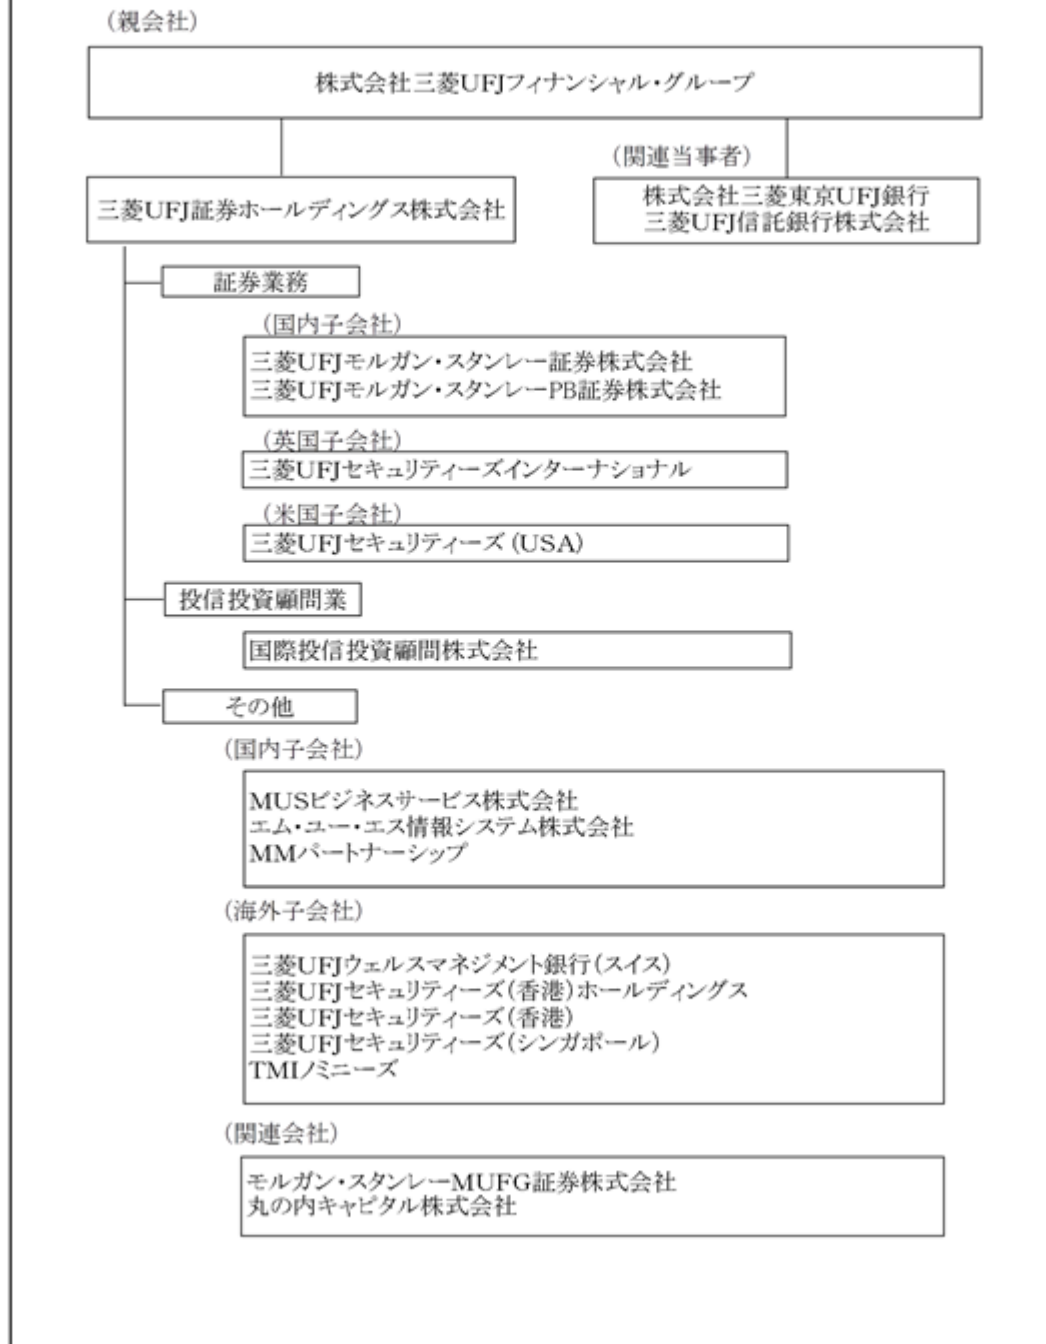 （親会社）
株式会社三菱UFJフィナンシャル・グループ
（関連当事者）
三菱UFJ証券ホールディングス株式会社
株式会社三菱東京UFJ銀行
三菱UFJ信託銀行株式会社
証券業務
（国内子会社）
三菱UFJモルガン・スタンレー証券株式会社
三菱UFJモルガン・スタンレーPB証券株式会社
（英国子会社）
三菱UFJセキュリティーズインターナショナル
（米国子会社）
三菱UFJセキュリティーズ（USA）
投信投資顧問業
国際投信投資顧問株式会社
その他
（国内子会社）
MUSビジネスサービス株式会社
エム・ユー・エス情報システム株式会社
MMパートナーシップ
（海外子会社）
三菱UFJウェルスマネジメント銀行（スイス）
三菱UFJセキュリティーズ（香港）ホールディングス
三菱UFJセキュリティーズ（香港）
三菱UFJセキュリティーズ（シンガポール）
TMIノミニーズ
（関連会社）
モルガン・スタンレーMUFG証券株式会社
丸の内キャピタル株式会社